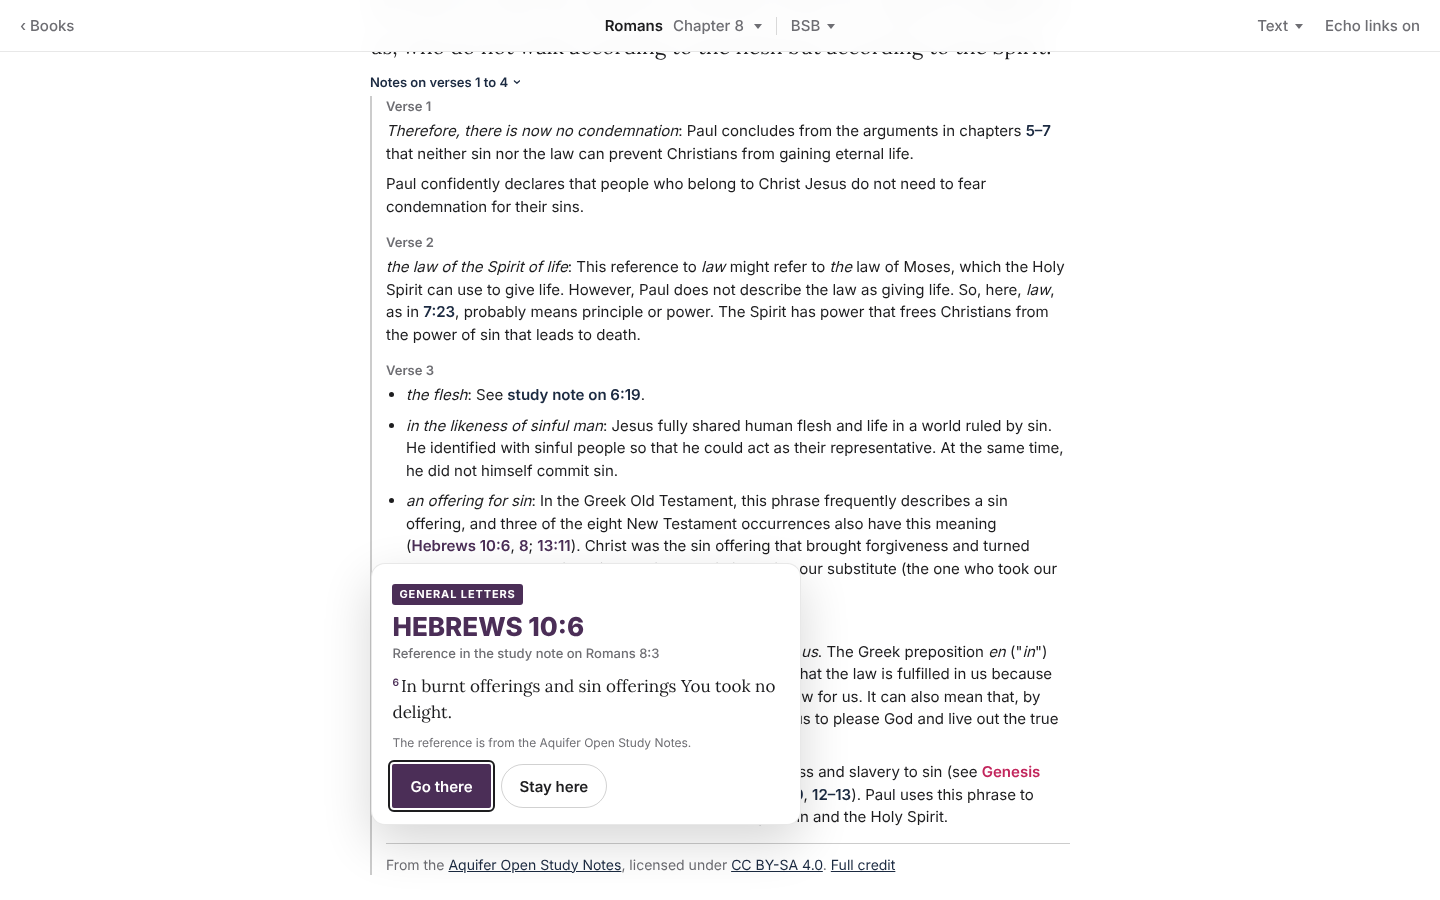 ‹ Books
Romans Chapter 8
BSB
Text
Echo links on
us, who do not walk according to the flesh but according to the Spirit.
Notes on verses 1 to 4
Verse 1
Therefore, there is now no condemnation: Paul concludes from the arguments in chapters 5–7
that neither sin nor the law can prevent Christians from gaining eternal life.
Paul confidently declares that people who belong to Christ Jesus do not need to fear
condemnation for their sins.
Verse 2
the law of the Spirit of life: This reference to law might refer to the law of Moses, which the Holy
Spirit can use to give life. However, Paul does not describe the law as giving life. So, here, law,
as in 7:23, probably means principle or power. The Spirit has power that frees Christians from
the power of sin that leads to death.
Verse 3
• the flesh: See study note on 6:19.
• in the likeness of sinful man: Jesus fully shared human flesh and life in a world ruled by sin.
He identified with sinful people so that he could act as their representative. At the same time,
he did not himself commit sin.
• an offering for sin: In the Greek Old Testament, this phrase frequently describes a sin
offering, and three of the eight New Testament occurrences also have this meaning
(Hebrews 10:6, 8; 13:11). Christ was the sin offering that brought forgiveness and turned
our substitute (the one who took our
us. The Greek preposition en ("in")
that the law is fulfilled in us because
for us. It can also mean that, by
us to please God and live out the true
and slavery to sin (see Genesis
, 12–13). Paul uses this phrase to
and the Holy Spirit.
GENERAL LETTERS
HEBREWS 10:6
Reference in the study note on Romans 8:3
6 In burnt offerings and sin offerings You took no
delight.
The reference is from the Aquifer Open Study Notes.
Go there
Stay here
From the Aquifer Open Study Notes, licensed under CC BY-SA 4.0. Full credit